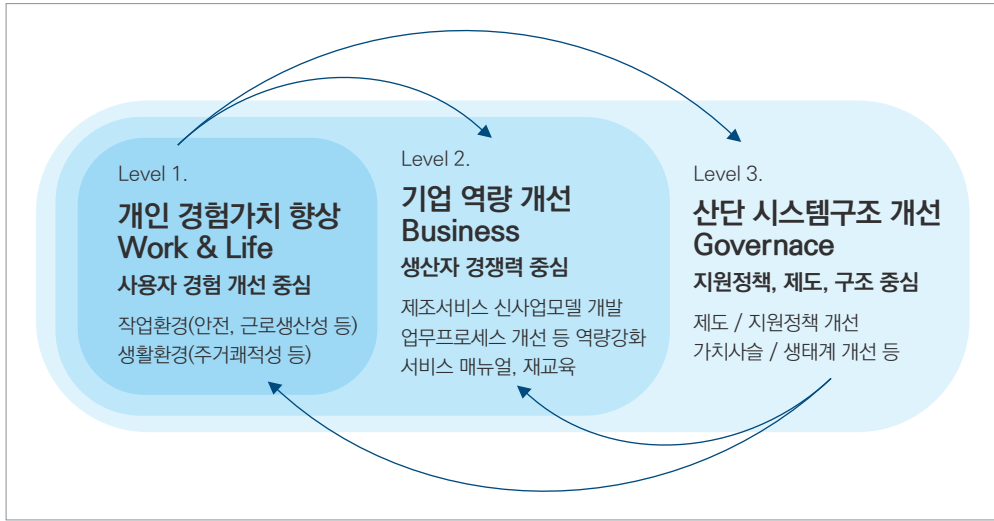 Level 1.
개인 경험가치 향상
Work & Life
사용자 경험 개선 중심
작업환경(안전, 근로생산성 등)
생활환경(주거쾌적성 등)
Level 2.
기업 역량 개선
Business
생산자 경쟁력 중심
제조서비스 신사업모델 개발
업무프로세스 개선 등 역량강화
서비스 매뉴얼, 재교육
Level 3.
산단 시스템구조 개선
Governace
지원정책, 제도, 구조 중심
제도 / 지원정책 개선
가치사슬 / 생태계 개선 등